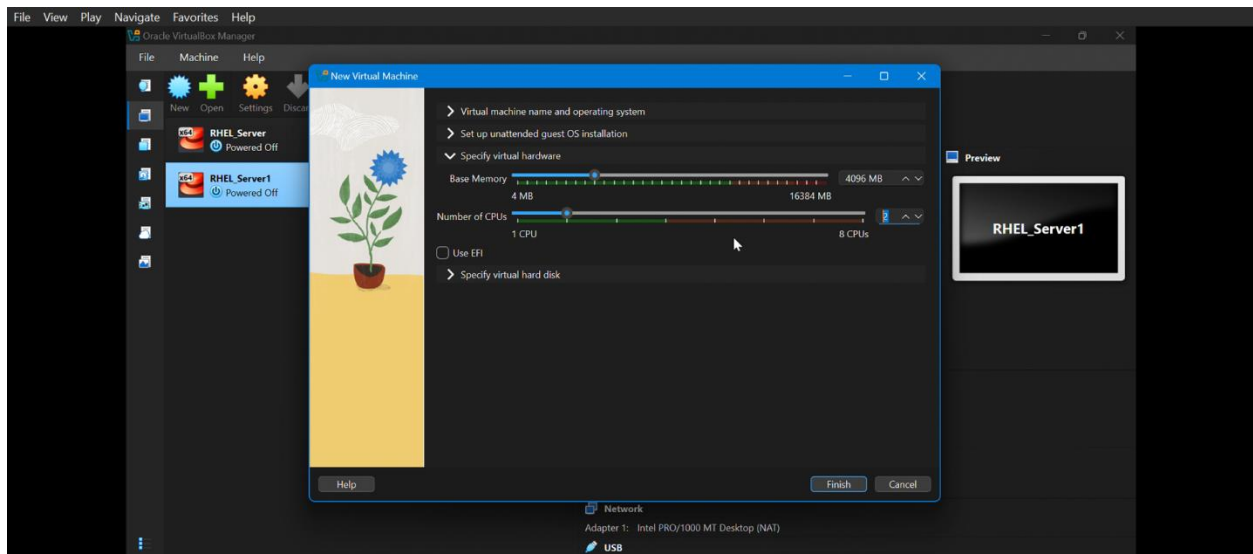 File View Play Navigate Favorites Help
Oracle VirtualBox Manager
File Machine Help
New Open Settings Discar
x64 RHEL_Server
Powered Off
x64 RHEL_Server1
Powered Off
New Virtual Machine
Virtual machine name and operating system
Set up unattended guest OS installation
Specify virtual hardware
Base Memory 4096 MB
4 MB 16384 MB
Number of CPUs 2
1 CPU 8 CPUs
Use EFI
Specify virtual hard disk
Help Finish Cancel
Preview
RHEL_Server1
Network
Adapter 1: Intel PRO/1000 MT Desktop (NAT)
USB